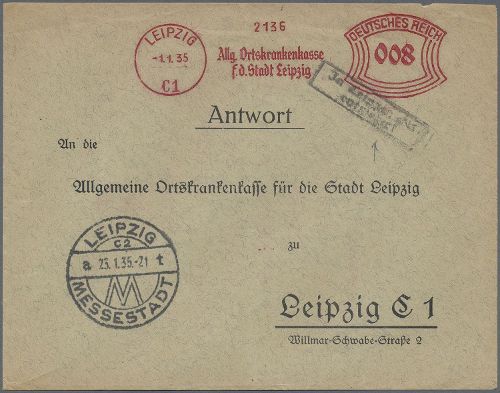 LEIPZIG
-1.1.35
C1
2136
Allg. Ortskrankenkasse
f.d. Stadt Leipzig
DEUTSCHES REICH
008
Antwort
An die
Allgemeine Ortskrankenkasse für die Stadt Leipzig
LEIPZIG
C2
a 23.1.35.-21 t
M
MESSESTADT
zu
Leipzig C 1
Willmar-Schwabe-Straße 2